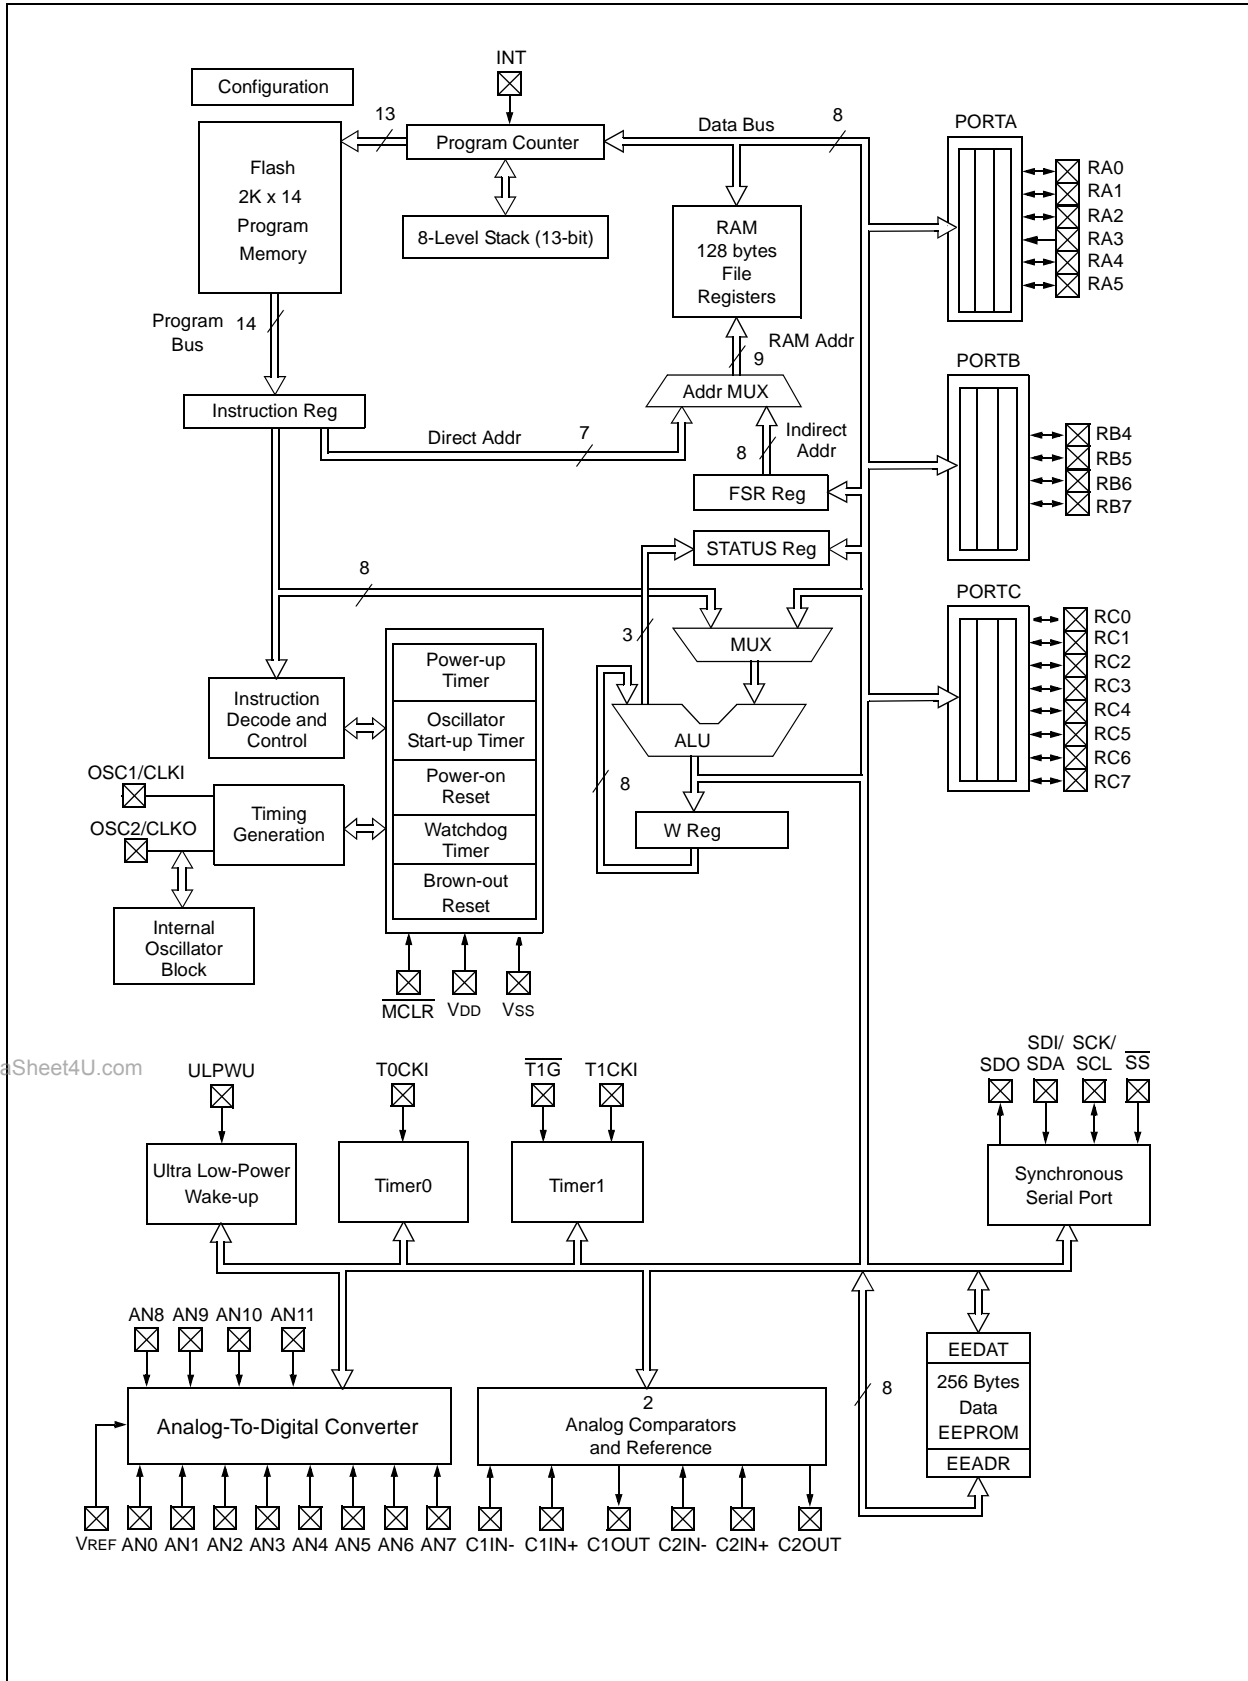 INT
Configuration
13
Program Counter
Data Bus
8
Flash
2K x 14
Program
Memory
8-Level Stack (13-bit)
RAM
128 bytes
File
Registers
PORTA
RA0
RA1
RA2
RA3
RA4
RA5
Program
Bus
14
RAM Addr
9
Addr MUX
Instruction Reg
Direct Addr
7
Indirect
Addr
8
FSR Reg
STATUS Reg
PORTB
RB4
RB5
RB6
RB7
8
3
MUX
PORTC
RC0
RC1
RC2
RC3
RC4
RC5
RC6
RC7
Power-up
Timer
Oscillator
Start-up Timer
Power-on
Reset
Watchdog
Timer
Brown-out
Reset
Instruction
Decode and
Control
ALU
8
W Reg
OSC1/CLKI
OSC2/CLKO
Timing
Generation
Internal
Oscillator
Block
MCLR
VDD
VSS
aSheet4U.com
ULPWU
T0CKI
T1G
T1CKI
SDO
SDI/
SDA
SCK/
SCL
SS
Ultra Low-Power
Wake-up
Timer0
Timer1
Synchronous
Serial Port
AN8
AN9
AN10
AN11
Analog-To-Digital Converter
2
Analog Comparators
and Reference
8
EEDAT
256 Bytes
Data
EEPROM
EEADR
VREF
AN0
AN1
AN2
AN3
AN4
AN5
AN6
AN7
C1IN-
C1IN+
C1OUT
C2IN-
C2IN+
C2OUT